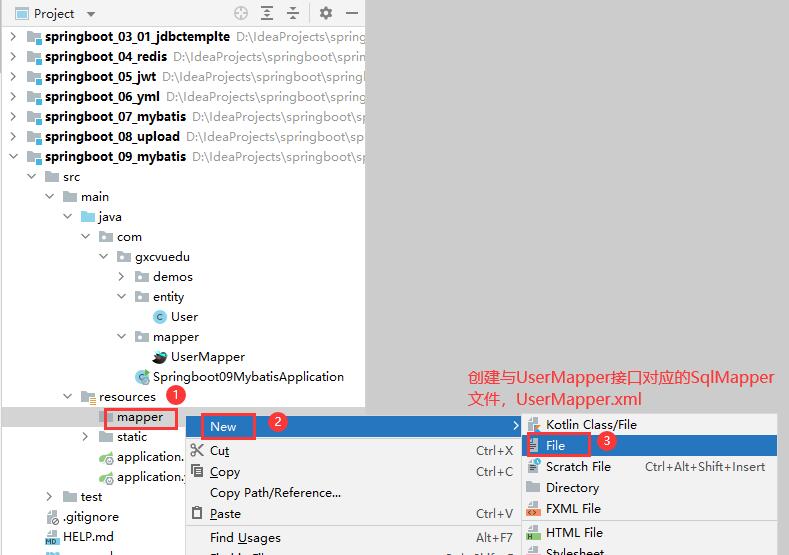 Project
springboot_03_01_jdbctemplte D:\IdeaProjects\spring
springboot_04_redis D:\IdeaProjects\springboot\spr
springboot_05_jwt D:\IdeaProjects\springboot\sprin
springboot_06_yml D:\IdeaProjects\springboot\sprin
springboot_07_mybatis D:\IdeaProjects\springboot\s
springboot_08_upload D:\IdeaProjects\springboot\s
springboot_09_mybatis D:\IdeaProjects\springboot\s
src
main
java
com
gxcvuedu
demos
entity
User
mapper
UserMapper
Springboot09MybatisApplication
创建与UserMapper接口对应的SqlMapper
文件，UserMapper.xml
resources 1
mapper
New 2
Kotlin Class/File
static
application.
application.y
test
.gitignore
HELP.md
Cut Ctrl+X
Copy Ctrl+C
Copy Path/Reference...
Paste Ctrl+V
Find Usages Alt+F7
File 3
Scratch File Ctrl+Alt+Shift+Insert
Directory
FXML File
HTML File
Stylesheet